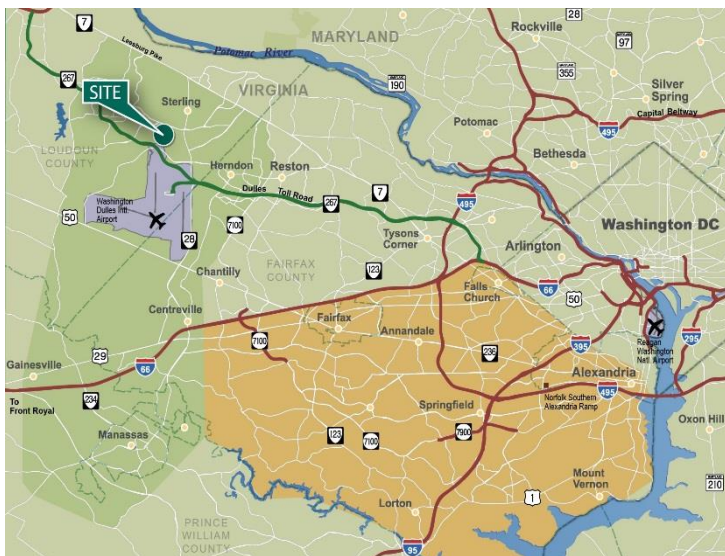 7
Leesburg Pike
Potomac River
MARYLAND
28
Rockville
97
267
SITE
Sterling
VIRGINIA
190
355
Silver
Spring
Capital Beltway
495
Potomac
Bethesda
LOUDOUN
COUNTY
Herndon
Reston
Dulles Toll Road
267
7
495
Washington DC
Washington
Dulles Intl.
Airport
50
28
7100
Tysons
Corner
Arlington
FAIRFAX
COUNTY
123
Chantilly
Falls
Church
66
50
Centreville
Fairfax
Annandale
395
Reagan
Washington
Natl. Airport
295
29
7100
Gainesville
66
Alexandria
495
Norfolk Southern
Alexandria Ramp
To
Front Royal
234
Springfield
Oxon Hill
Manassas
123
7100
7900
210
Lorton
1
Mount
Vernon
PRINCE
WILLIAM
COUNTY
95